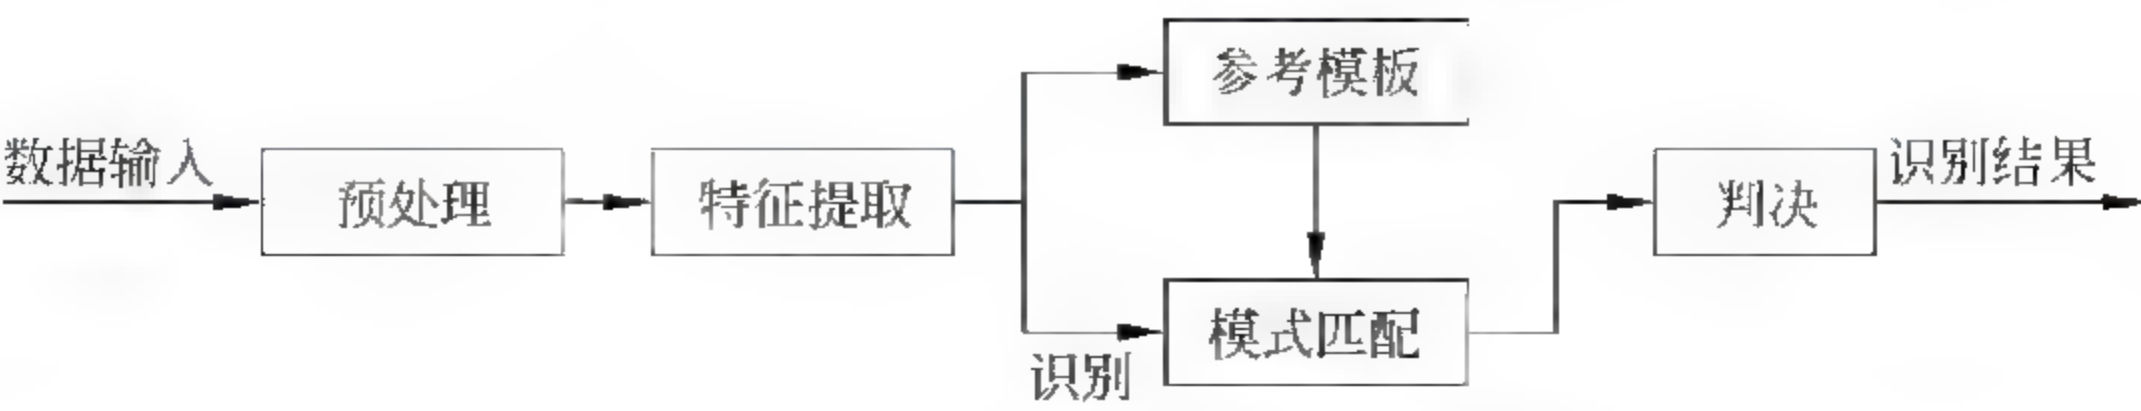 数据输入
预处理
特征提取
参考模板
识别
模式匹配
判决
识别结果